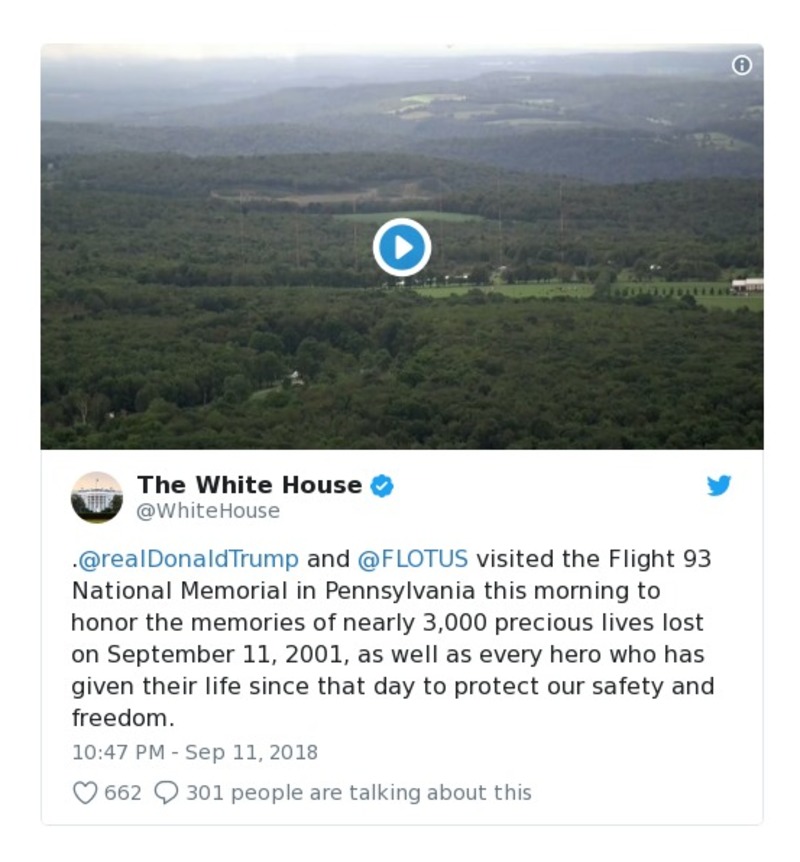 The White House
@WhiteHouse
.@realDonaldTrump and @FLOTUS visited the Flight 93
National Memorial in Pennsylvania this morning to
honor the memories of nearly 3,000 precious lives lost
on September 11, 2001, as well as every hero who has
given their life since that day to protect our safety and
freedom.
10:47 PM - Sep 11, 2018
662 301 people are talking about this